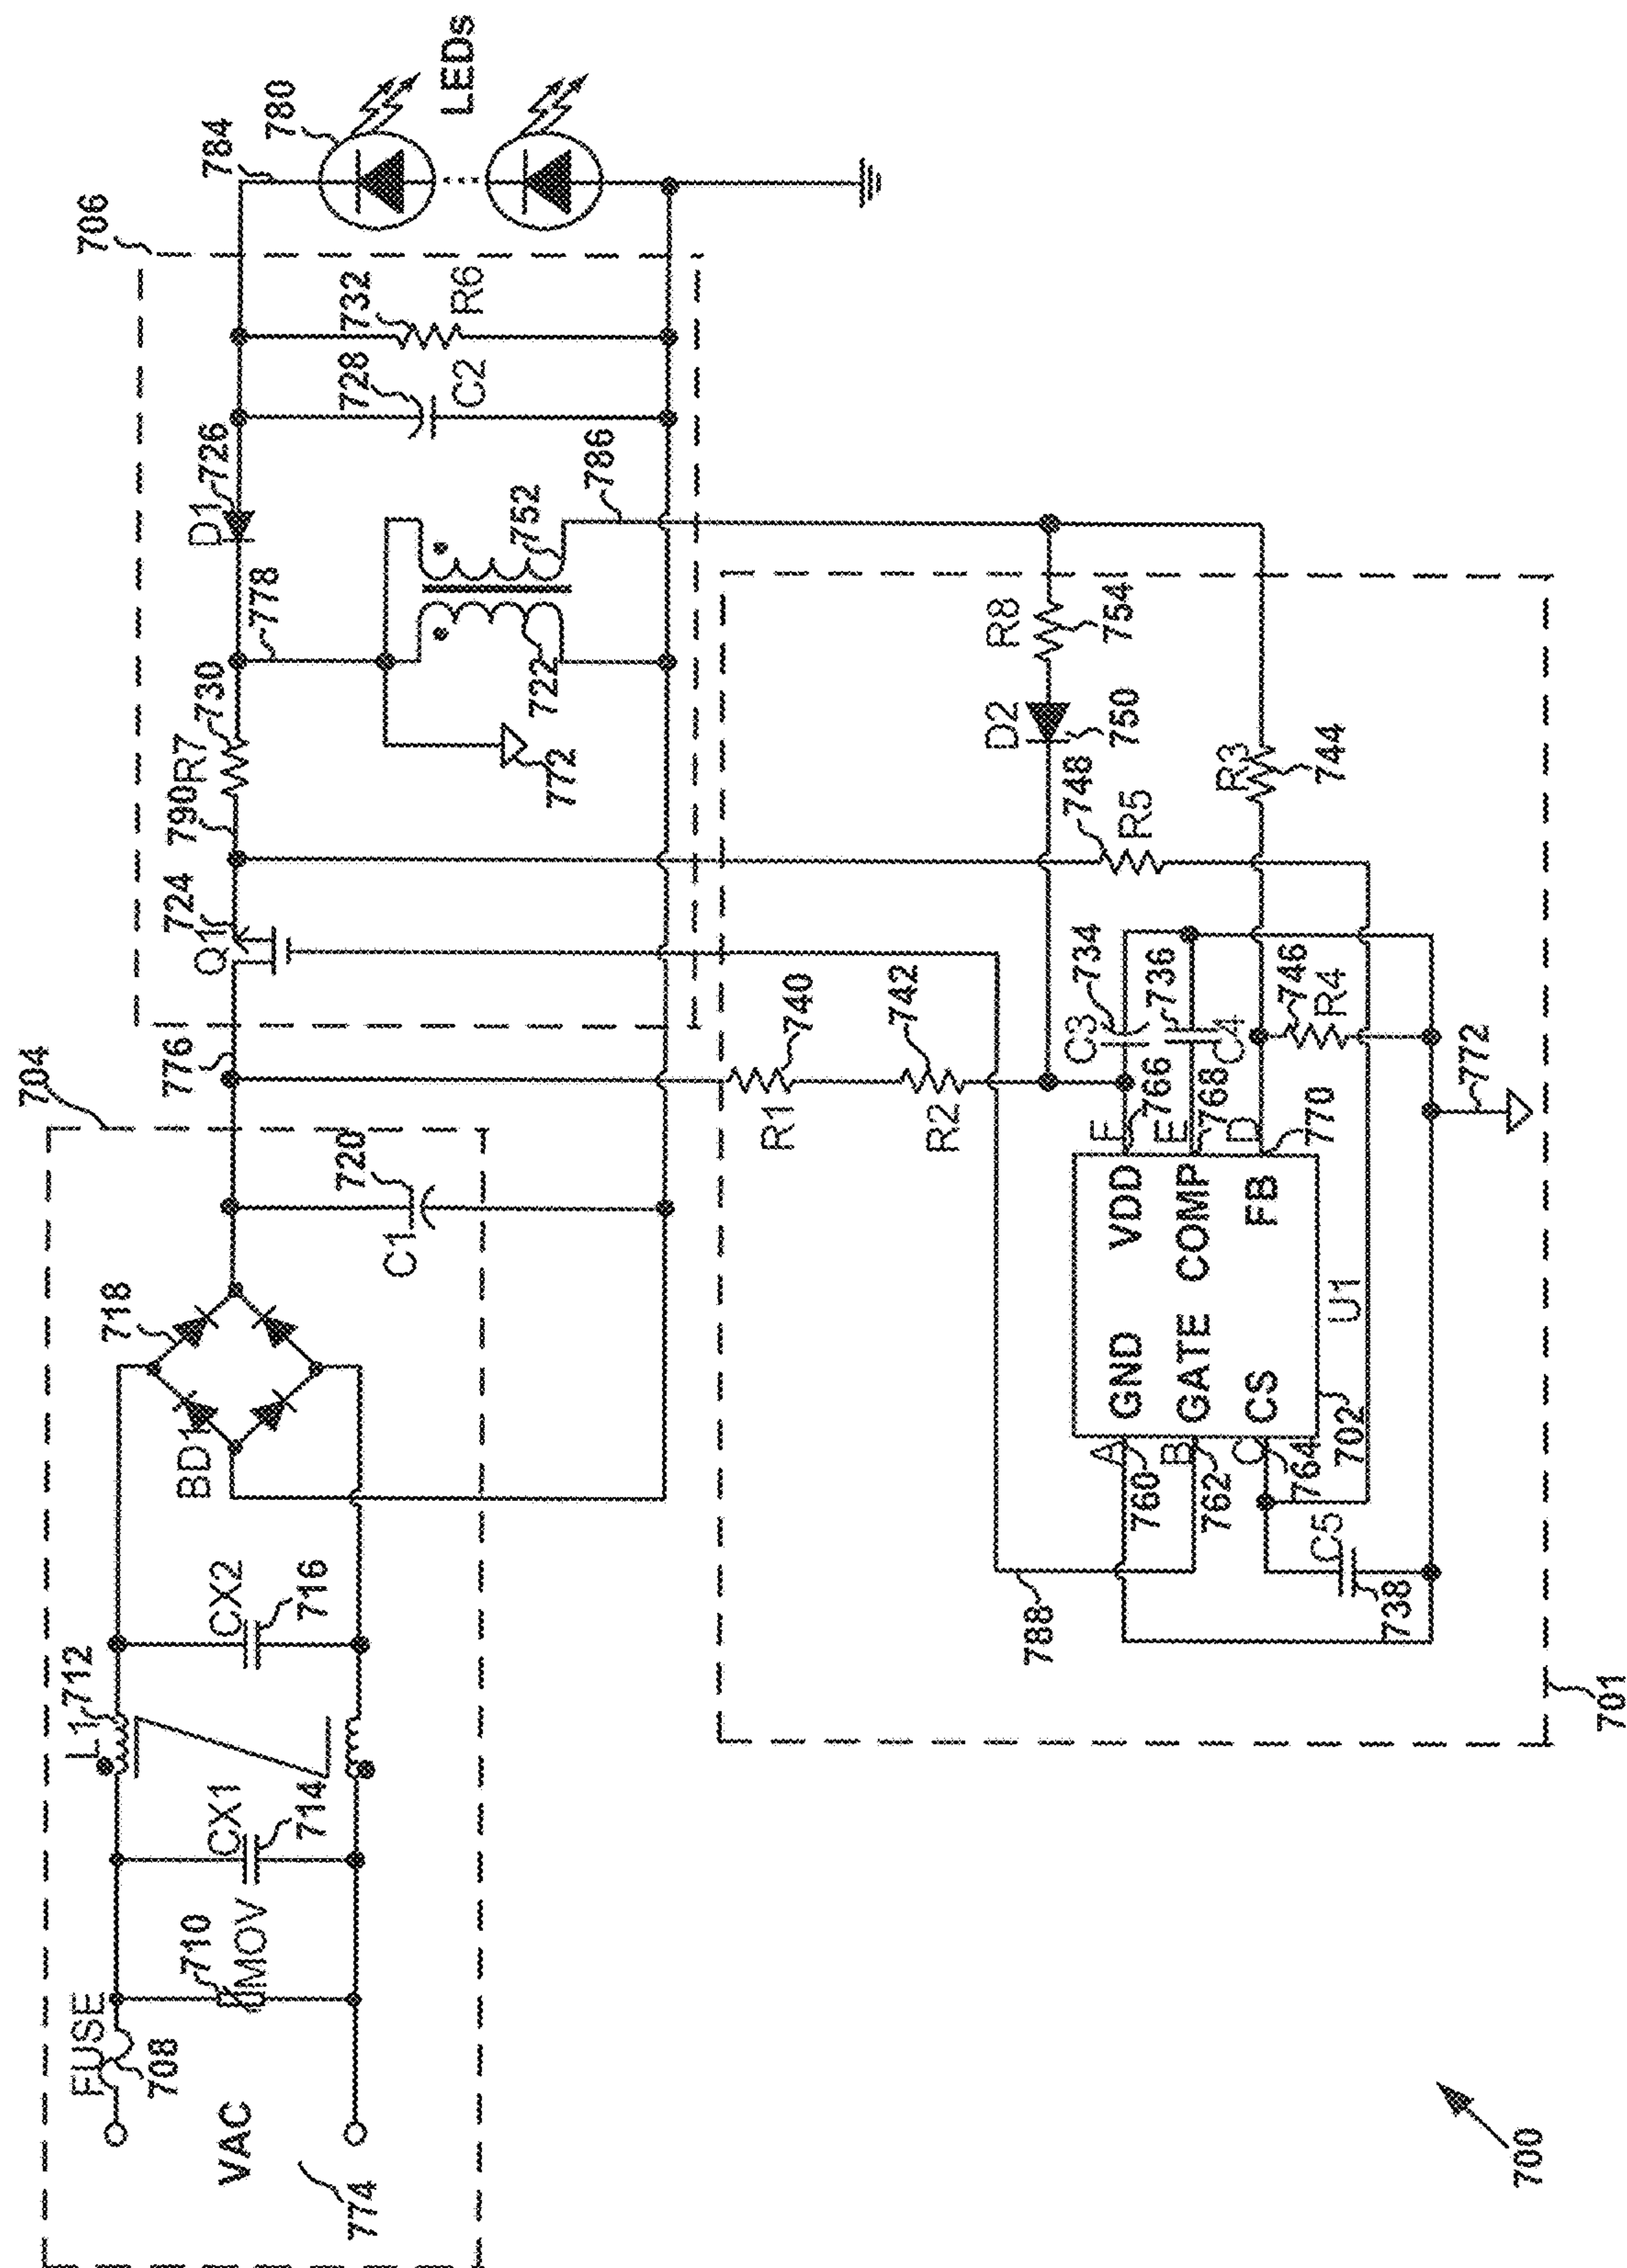 704
FUSE
708
VAC
774
710
MOV
CX1
714
L1
712
CX2
716
BD1
718
C1
720
776
706
Q1
724
790
R7
730
778
D1
726
772
722
752
786
728
C2
732
R6
784
780
LEDs
R1
740
R2
742
D2
750
R8
754
748
R5
R3
744
C3
734
736
C4
746
R4
772
F
766
E
768
D
770
VDD
COMP
FB
GND
GATE
CS
U1
702
A
760
B
762
C
764
C5
738
788
701
700